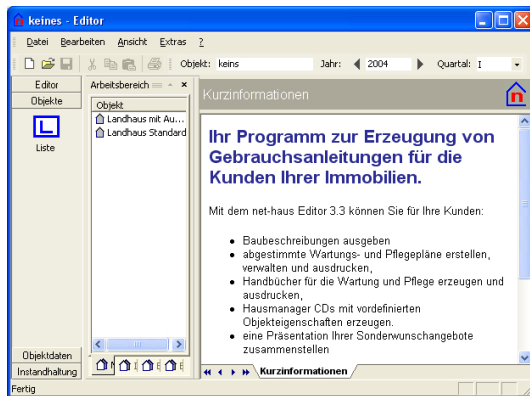 keines - Editor
Datei Bearbeiten Ansicht Extras ?
Objekt: keins Jahr: 2004 Quartal: I
Editor
Objekte
Liste
Objektdaten
Instandhaltung
Arbeitsbereich
Objekt
Landhaus mit Au...
Landhaus Standard
Kurzinformationen
Ihr Programm zur Erzeugung von
Gebrauchsanleitungen für die
Kunden Ihrer Immobilien.
Mit dem net-haus Editor 3.3 können Sie für Ihre Kunden:
Baubeschreibungen ausgeben
abgestimmte Wartungs- und Pflegepläne erstellen,
verwalten und ausdrucken,
Handbücher für die Wartung und Pflege erzeugen und
ausdrucken,
Hausmanager CDs mit vordefinierten
Objekteigenschaften erzeugen.
eine Präsentation Ihrer Sonderwunschangebote
zusammenstellen
Kurzinformationen
Fertig